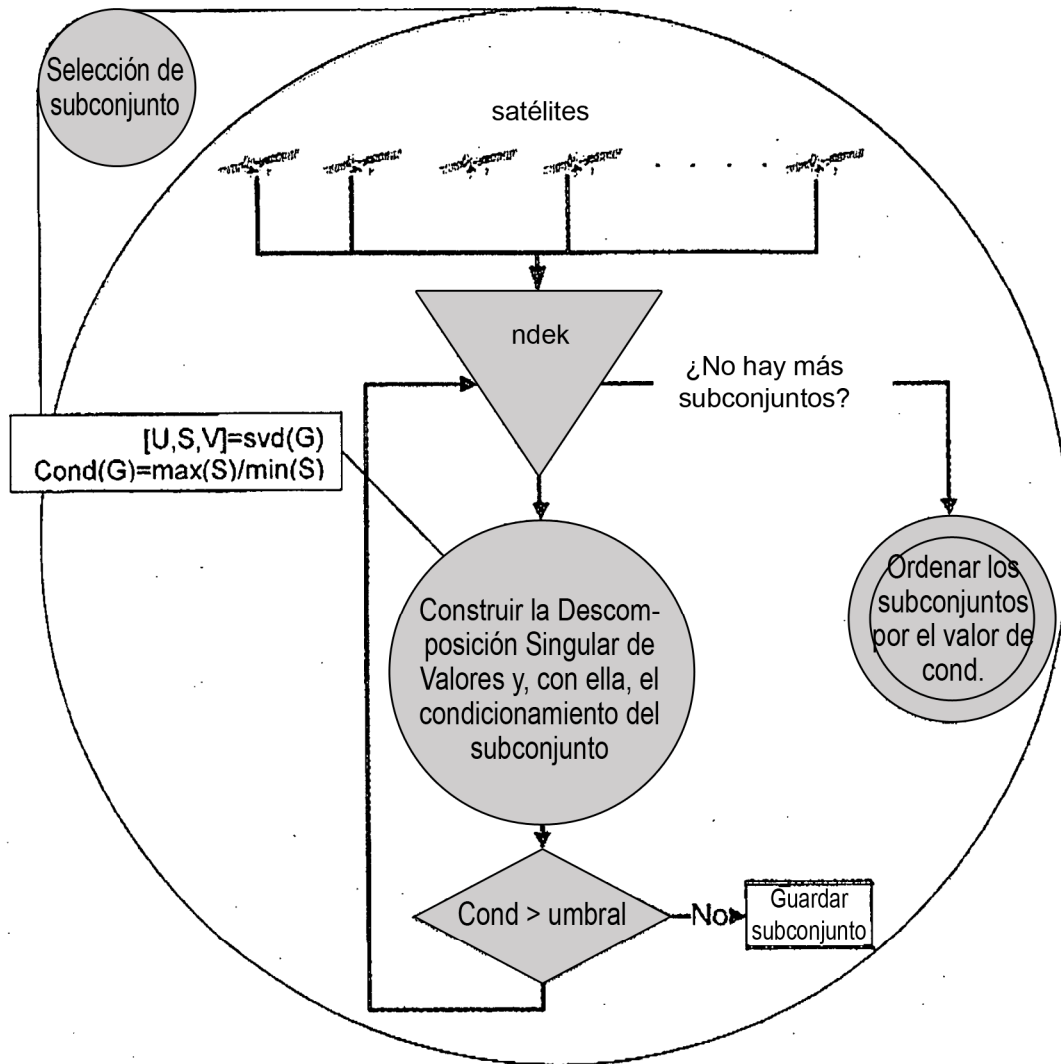 Selección de
subconjunto
satélites
ndek
¿No hay más
subconjuntos?
[U,S,V]=svd(G)
Cond(G)=max(S)/min(S)
Construir la Descom-
posición Singular de
Valores y, con ella, el
condicionamiento del
subconjunto
Ordenar los
subconjuntos
por el valor de
cond.
Cond > umbral
No
Guardar
subconjunto